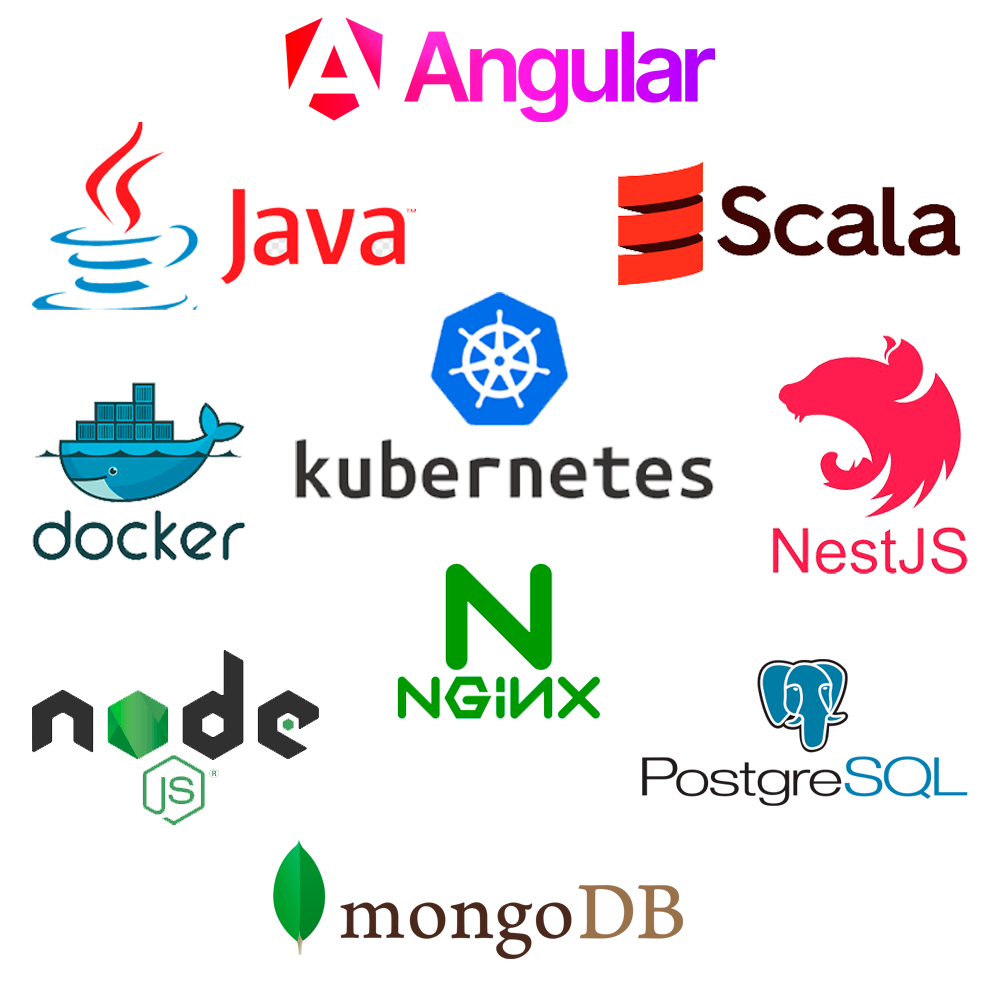 Angular
Java™
Scala
kubernetes
docker
NestJS
N
NGiNX
node
JS®
PostgreSQL
mongoDB